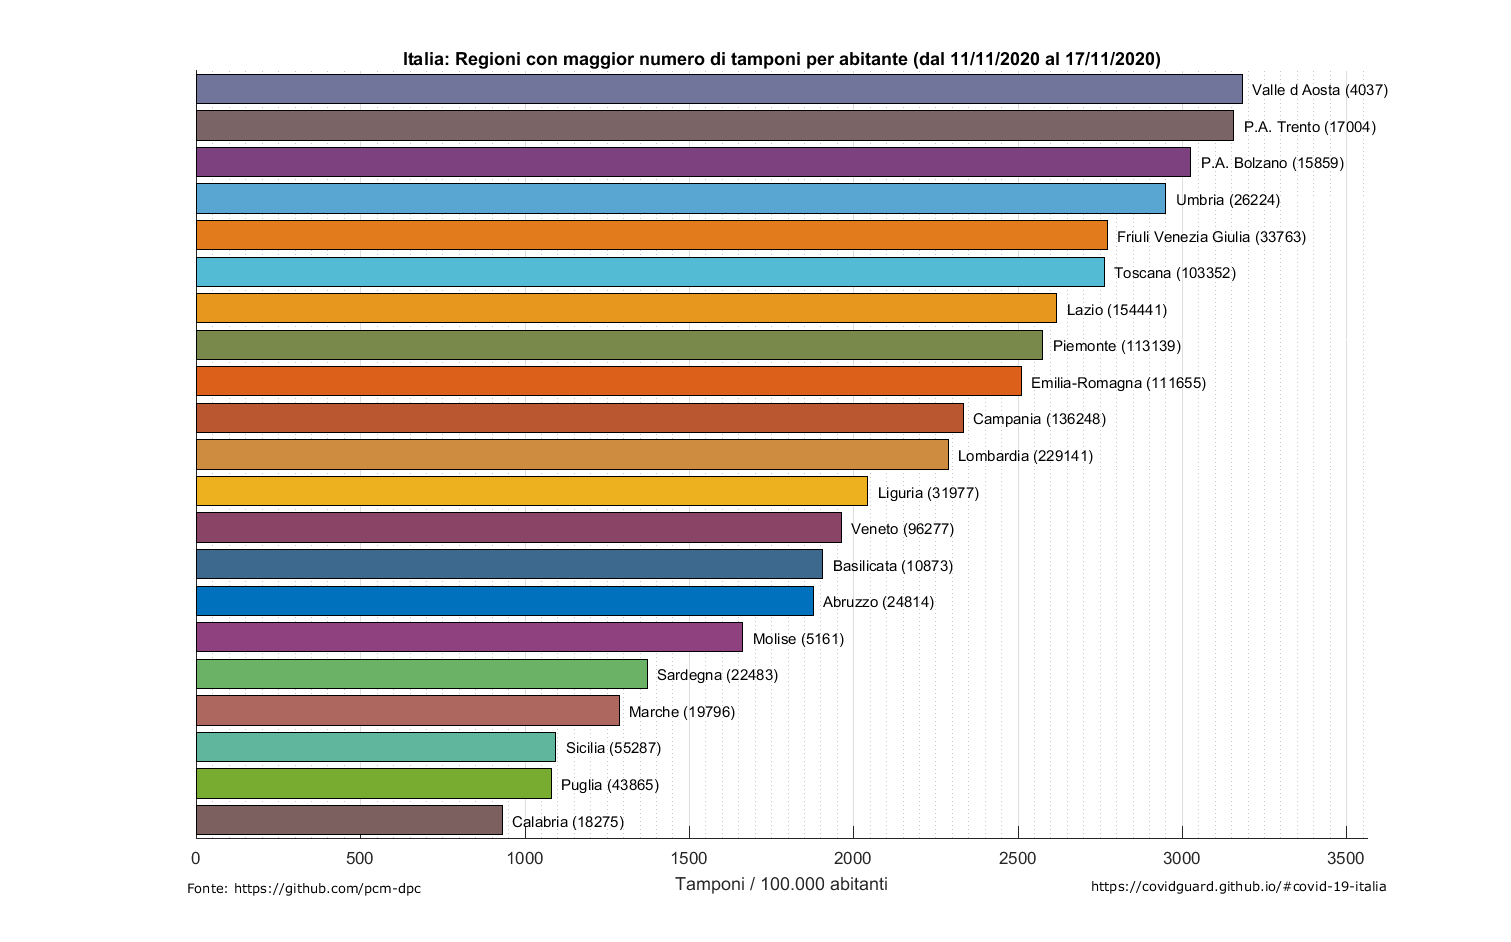 Italia: Regioni con maggior numero di tamponi per abitante (dal 11/11/2020 al 17/11/2020)
Valle d Aosta (4037)
P.A. Trento (17004)
P.A. Bolzano (15859)
Umbria (26224)
Friuli Venezia Giulia (33763)
Toscana (103352)
Lazio (154441)
Piemonte (113139)
Emilia-Romagna (111655)
Campania (136248)
Lombardia (229141)
Liguria (31977)
Veneto (96277)
Basilicata (10873)
Abruzzo (24814)
Molise (5161)
Sardegna (22483)
Marche (19796)
Sicilia (55287)
Puglia (43865)
Calabria (18275)
0 500 1000 1500 2000 2500 3000 3500
Tamponi / 100.000 abitanti
Fonte: https://github.com/pcm-dpc
https://covidguard.github.io/#covid-19-italia